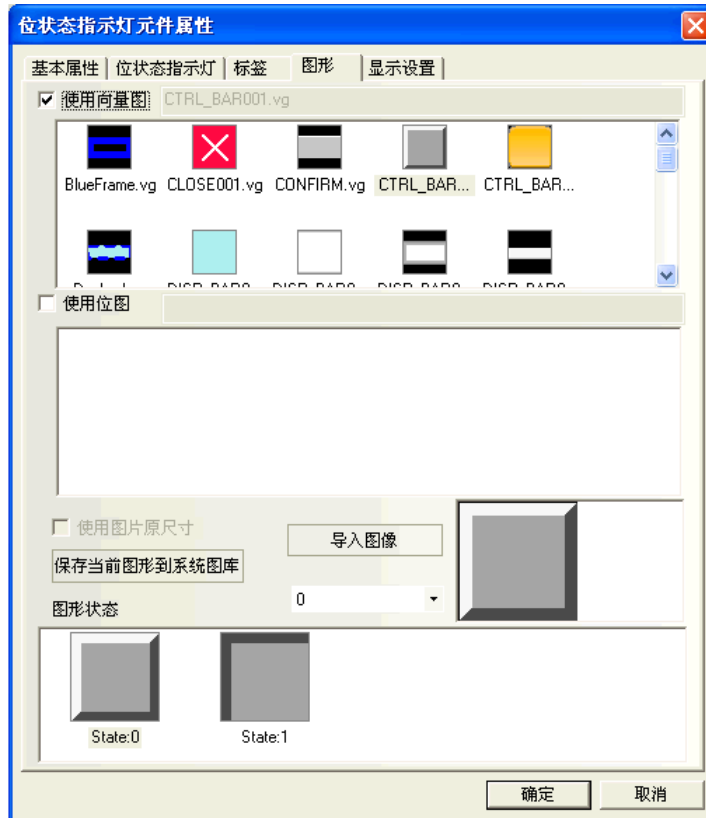 位状态指示灯元件属性
基本属性 位状态指示灯 标签 图形 显示设置
使用向量图 CTRL_BAR001.vg
BlueFrame.vg CLOSE001.vg CONFIRM.vg CTRL_BAR... CTRL_BAR...
使用位图
使用图片原尺寸
导入图像
保存当前图形到系统图库
图形状态
0
State:0 State:1
确定 取消